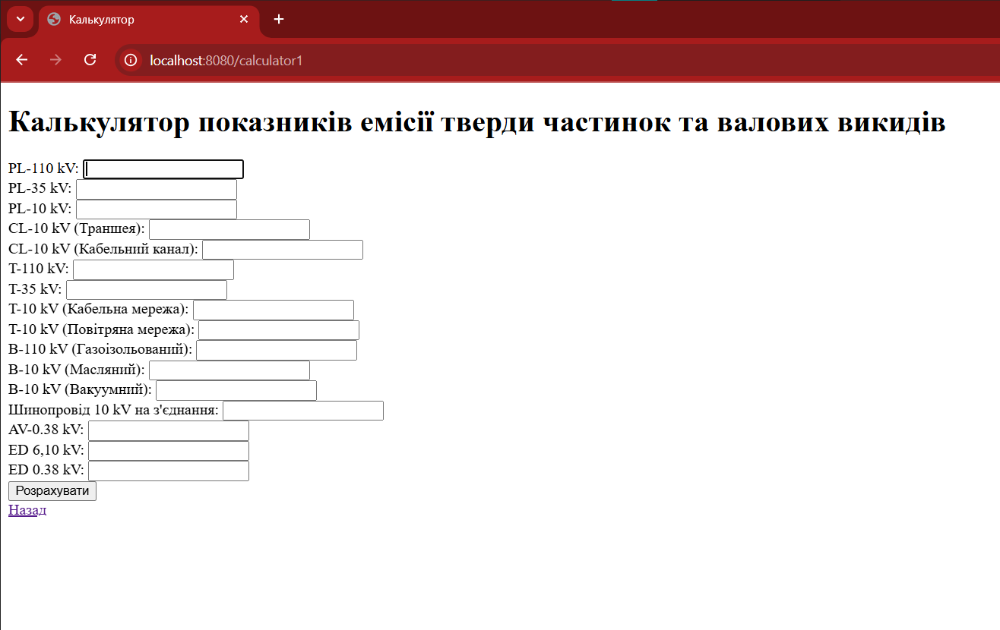 Калькулятор
localhost:8080/calculator1
Калькулятор показників емісії тверди частинок та валових викидів
PL-110 kV:
PL-35 kV:
PL-10 kV:
CL-10 kV (Траншея):
CL-10 kV (Кабельний канал):
T-110 kV:
T-35 kV:
T-10 kV (Кабельна мережа):
T-10 kV (Повітряна мережа):
B-110 kV (Газоізольований):
B-10 kV (Масляний):
B-10 kV (Вакуумний):
Шинопровід 10 kV на з'єднання:
AV-0.38 kV:
ED 6,10 kV:
ED 0.38 kV:
Розрахувати
Назад